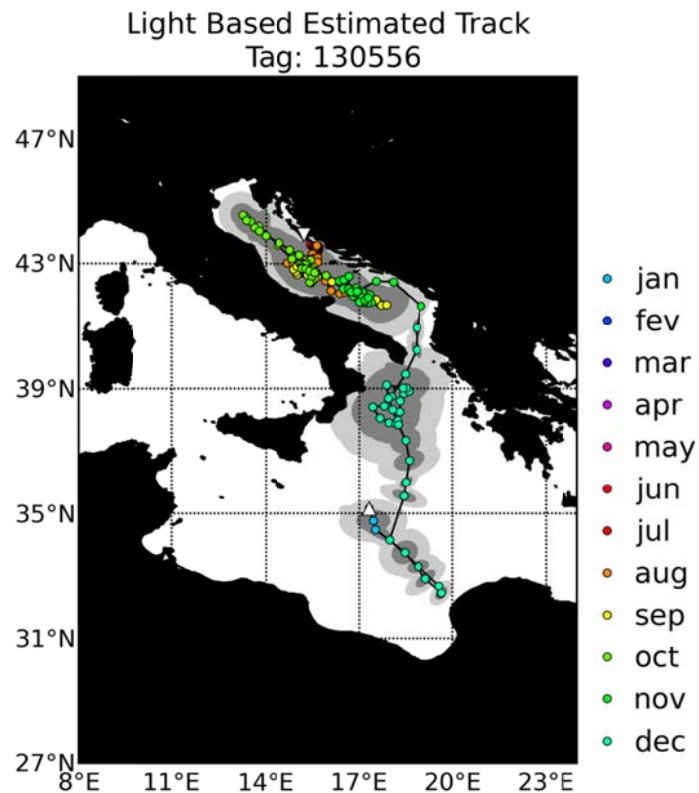 Light Based Estimated Track
Tag: 130556
47°N
43°N
39°N
35°N
31°N
27°N
8°E 11°E 14°E 17°E 20°E 23°E
jan
fev
mar
apr
may
jun
jul
aug
sep
oct
nov
dec